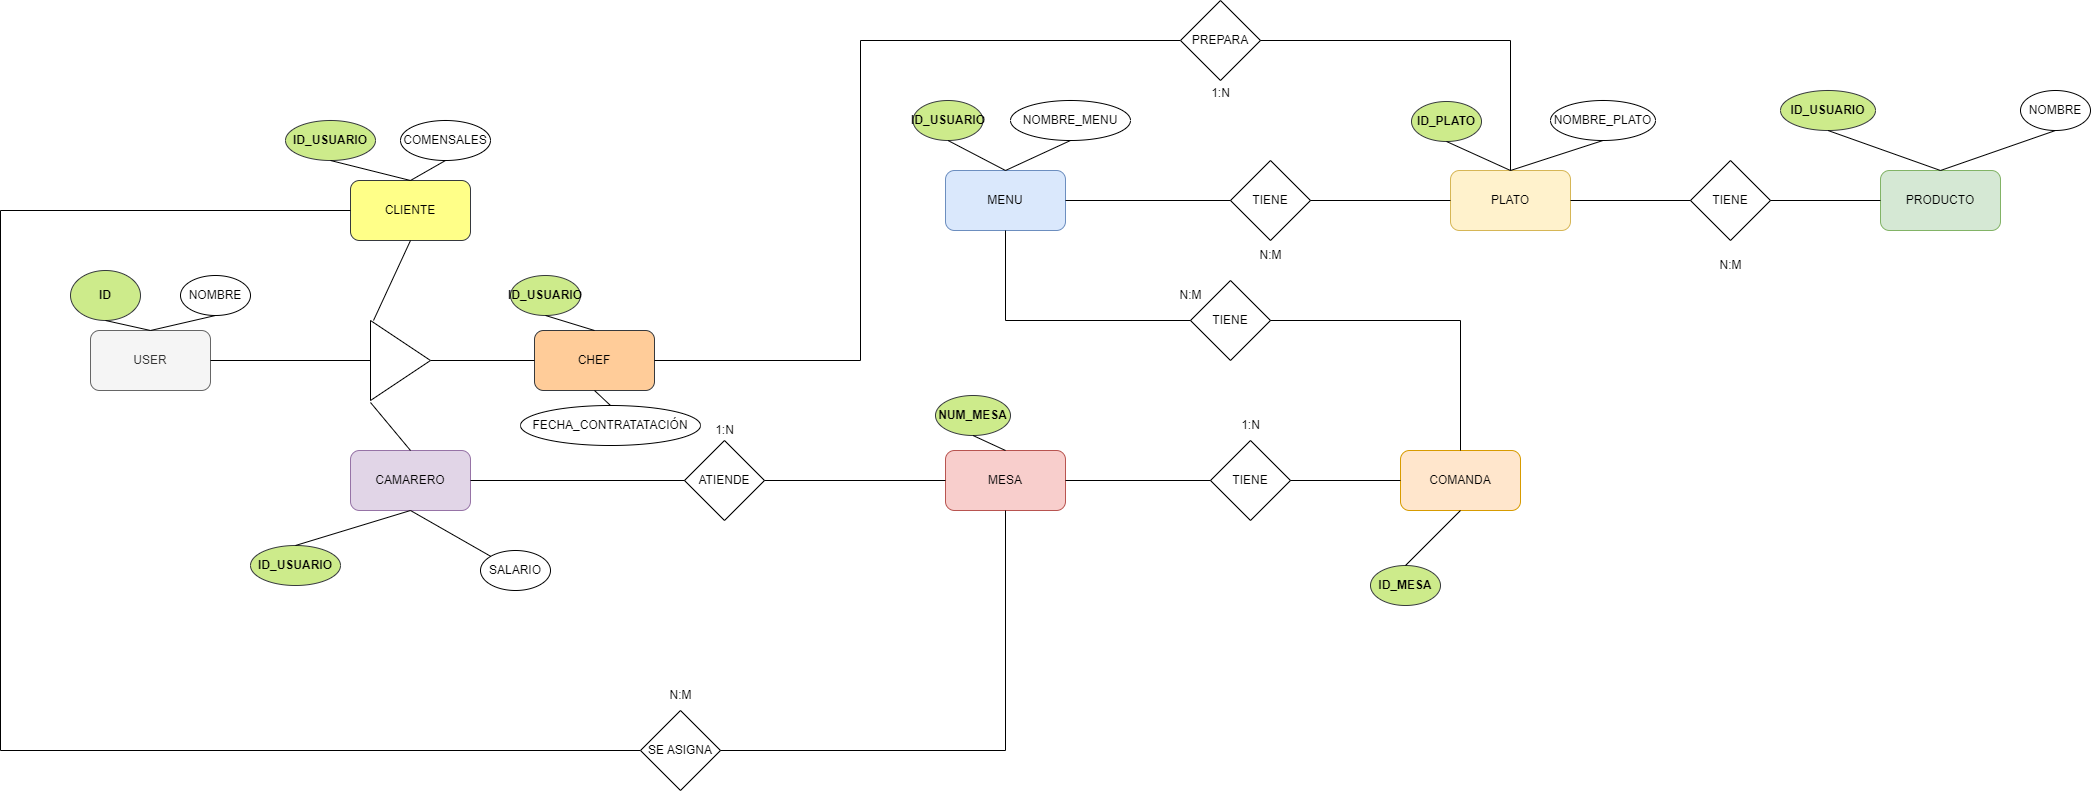 PREPARA
1:N
ID_USUARIO
NOMBRE
ID_USUARIO
NOMBRE_MENU
ID_PLATO
NOMBRE_PLATO
ID_USUARIO
COMENSALES
MENU
TIENE
PLATO
TIENE
PRODUCTO
CLIENTE
N:M
N:M
ID
NOMBRE
ID_USUARIO
N:M
TIENE
USER
CHEF
NUM_MESA
FECHA_CONTRATATACIÓN
1:N
1:N
CAMARERO
ATIENDE
MESA
TIENE
COMANDA
ID_USUARIO
SALARIO
ID_MESA
N:M
SE ASIGNA